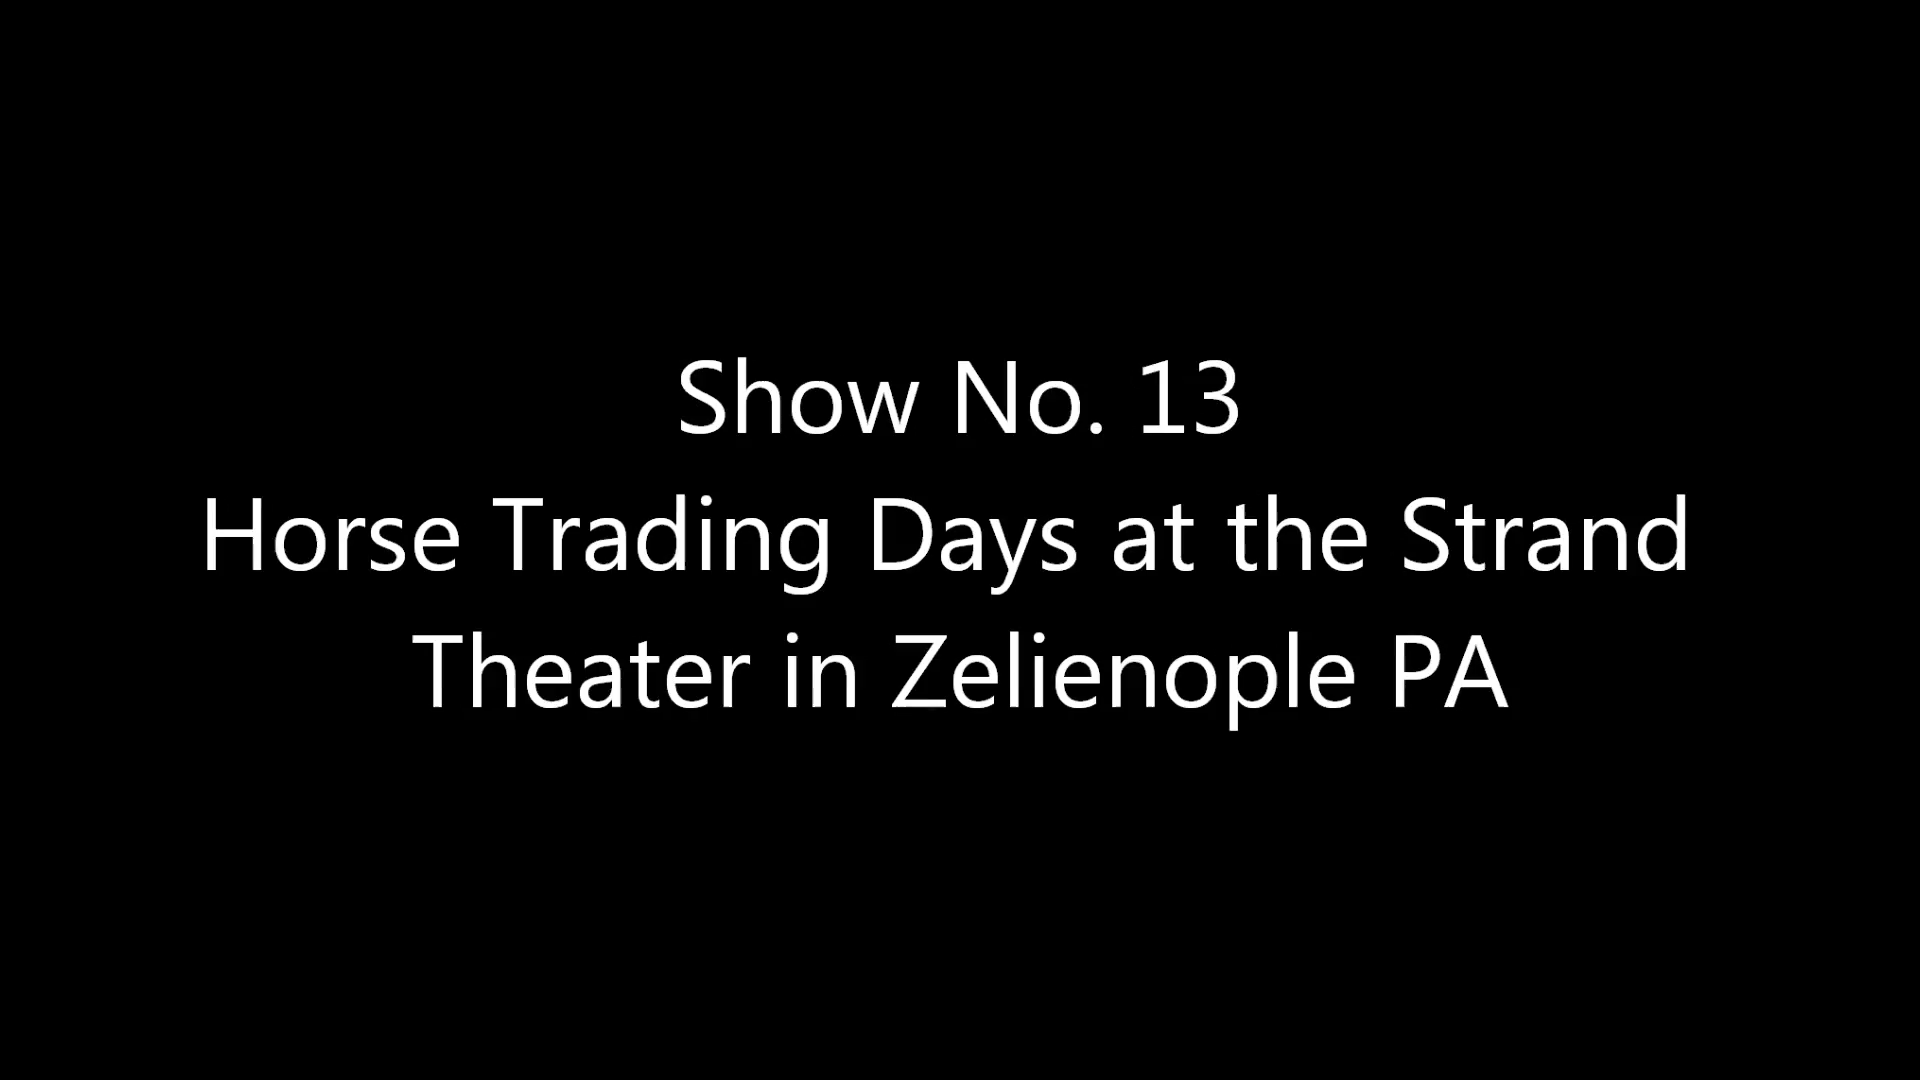 Show No. 13
Horse Trading Days at the Strand
Theater in Zelienople PA